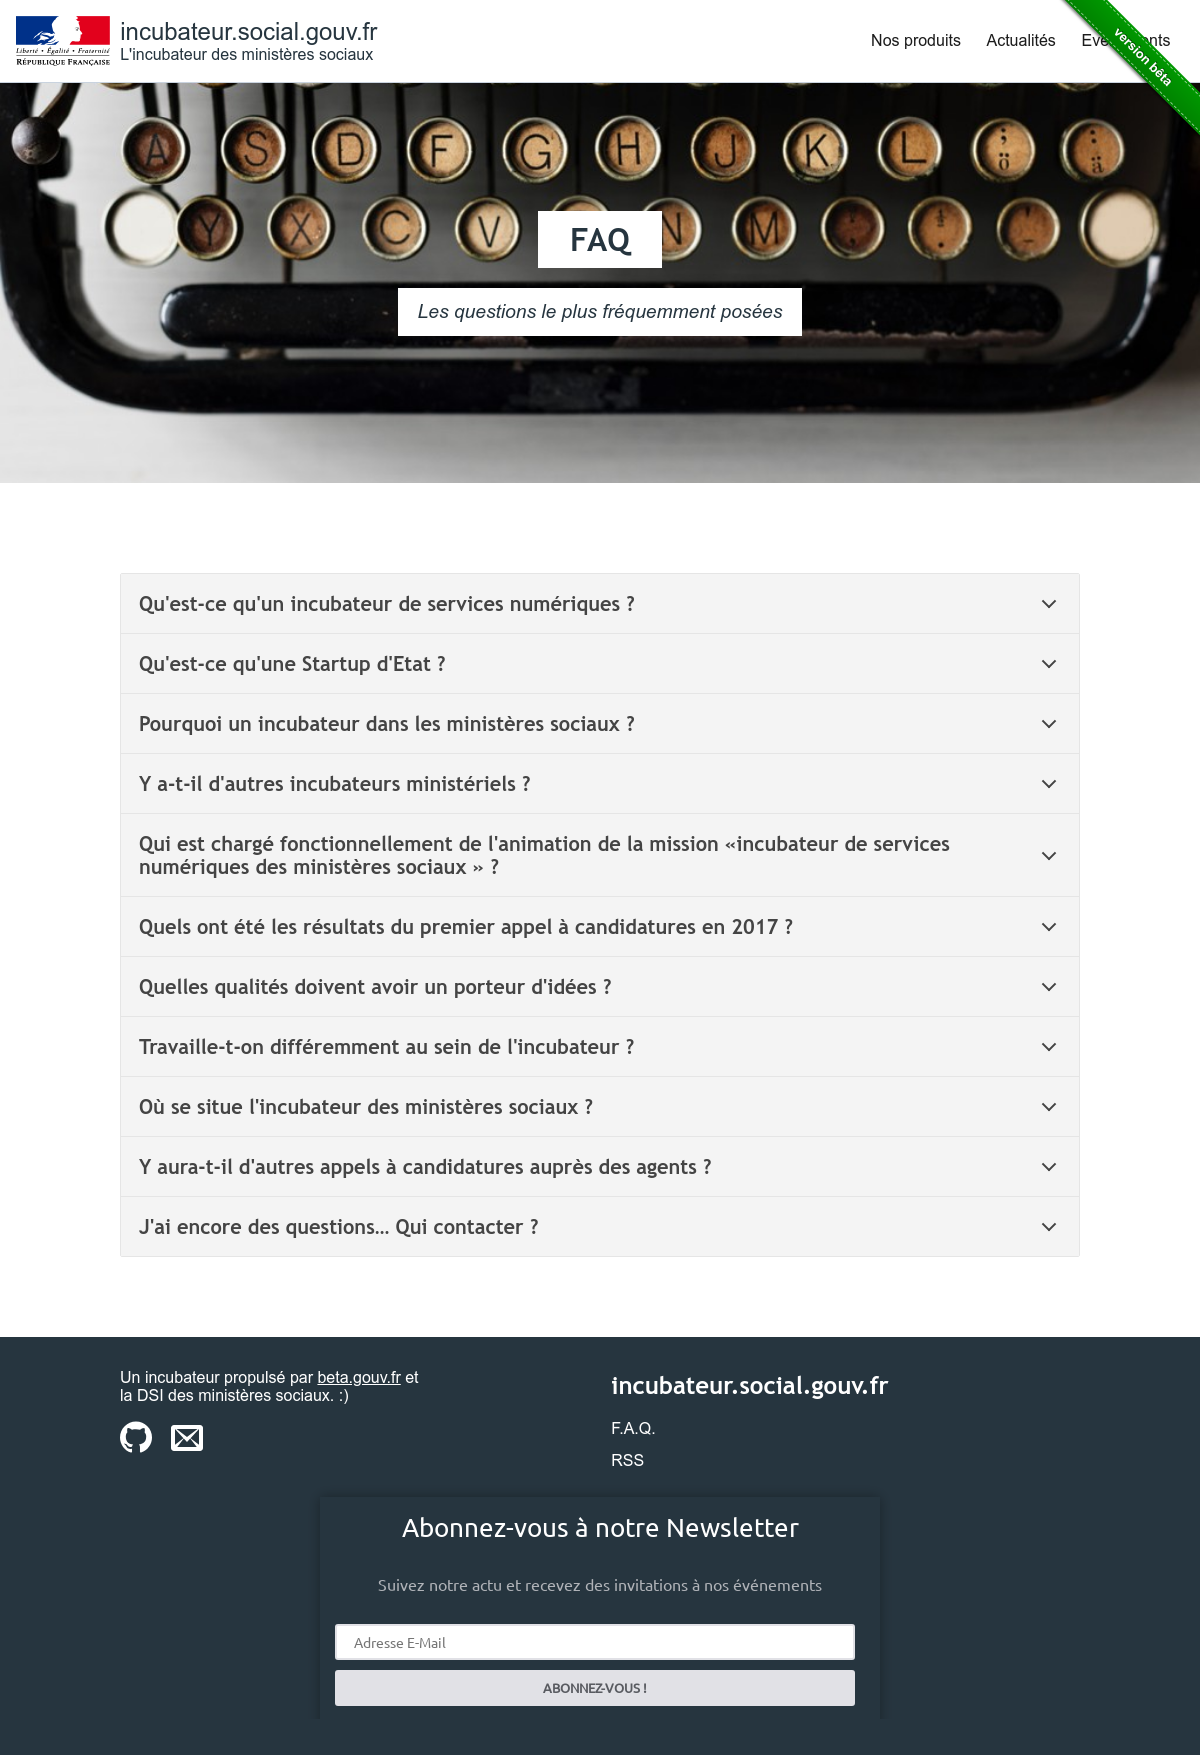 Liberté • Égalité • Fraternité
RÉPUBLIQUE FRANÇAISE
incubateur.social.gouv.fr
L'incubateur des ministères sociaux
Nos produits
Actualités
version bêta
A S D F G H J K L ; ö : ä
Y X C V N M
FAQ
Les questions le plus fréquemment posées
Qu'est-ce qu'un incubateur de services numériques ?
Qu'est-ce qu'une Startup d'Etat ?
Pourquoi un incubateur dans les ministères sociaux ?
Y a-t-il d'autres incubateurs ministériels ?
Qui est chargé fonctionnellement de l'animation de la mission «incubateur de services
numériques des ministères sociaux » ?
Quels ont été les résultats du premier appel à candidatures en 2017 ?
Quelles qualités doivent avoir un porteur d'idées ?
Travaille-t-on différemment au sein de l'incubateur ?
Où se situe l'incubateur des ministères sociaux ?
Y aura-t-il d'autres appels à candidatures auprès des agents ?
J'ai encore des questions... Qui contacter ?
Un incubateur propulsé par beta.gouv.fr et
la DSI des ministères sociaux. :)
incubateur.social.gouv.fr
F.A.Q.
RSS
Abonnez-vous à notre Newsletter
Suivez notre actu et recevez des invitations à nos événements
Adresse E-Mail
ABONNEZ-VOUS !